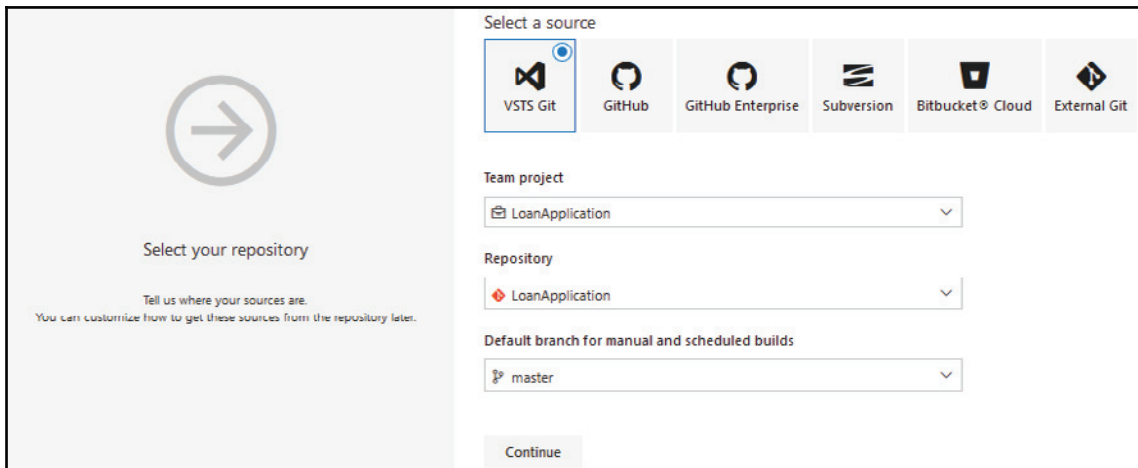 Select a source
VSTS Git
GitHub
GitHub Enterprise
Subversion
Bitbucket® Cloud
External Git
Select your repository
Tell us where your sources are.
You can customize how to get these sources from the repository later.
Team project
LoanApplication
Repository
LoanApplication
Default branch for manual and scheduled builds
master
Continue